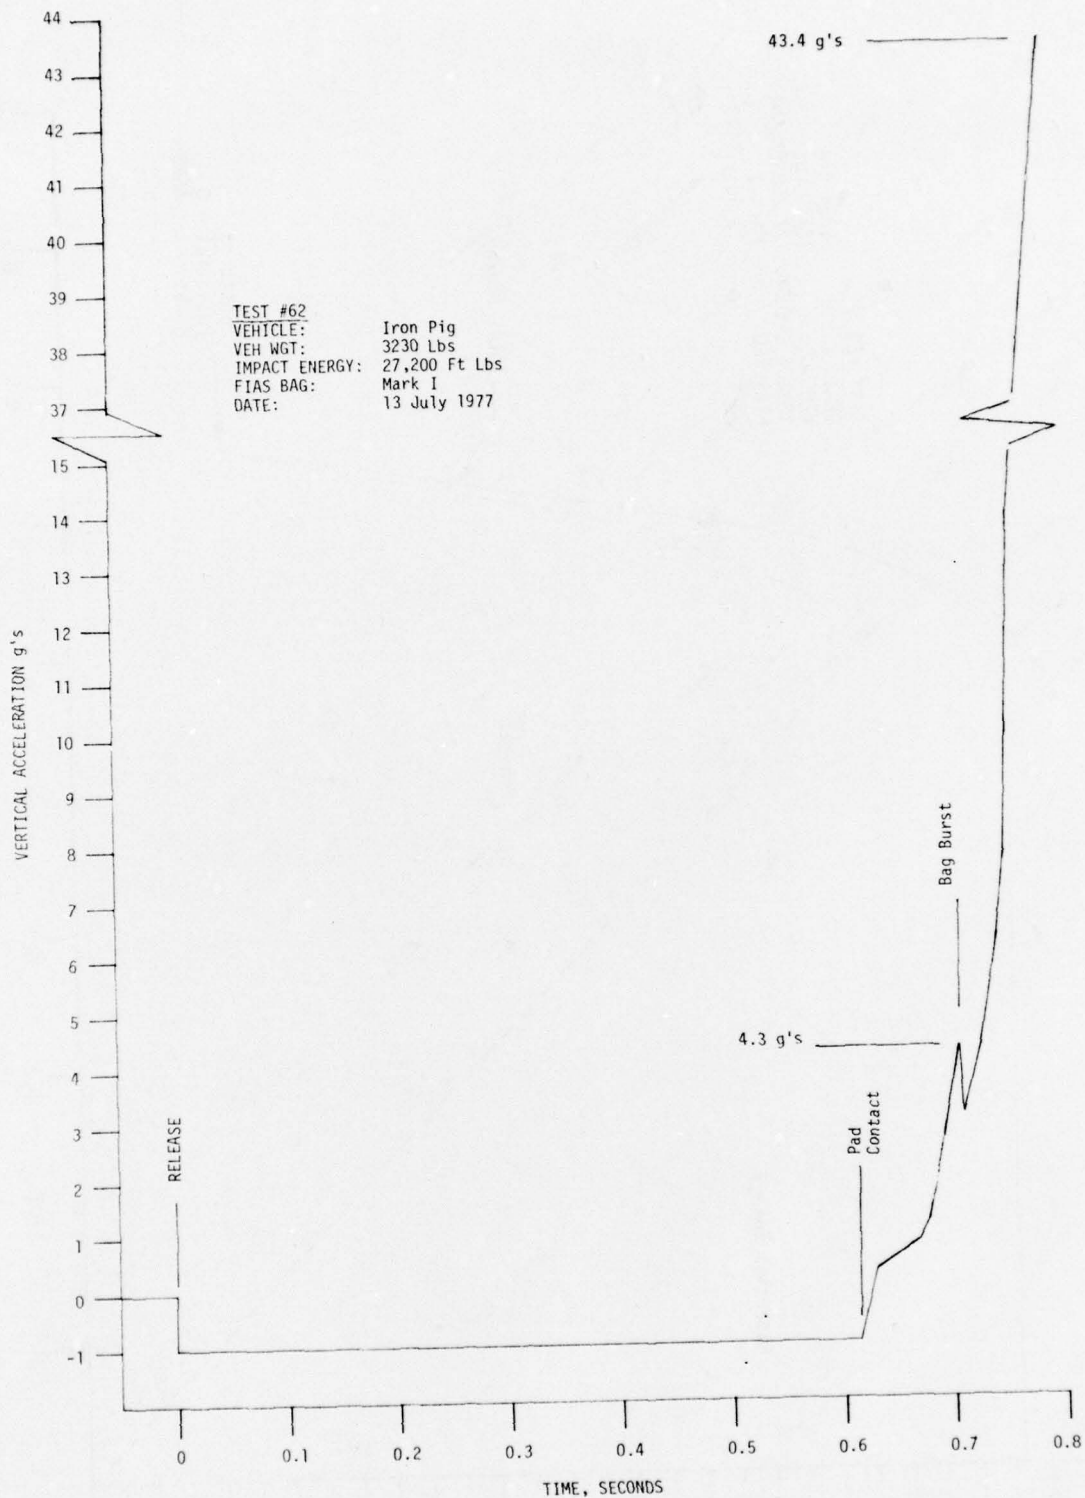 44
43
42
41
40
39
38
37
15
14
13
12
11
10
9
8
7
6
5
4
3
2
1
0
-1
VERTICAL ACCELERATION g's
43.4 g's
TEST #62
VEHICLE: Iron Pig
VEH WGT: 3230 Lbs
IMPACT ENERGY: 27,200 Ft Lbs
FIAS BAG: Mark I
DATE: 13 July 1977
Bag Burst
4.3 g's
Pad
Contact
RELEASE
0 0.1 0.2 0.3 0.4 0.5 0.6 0.7 0.8
TIME, SECONDS